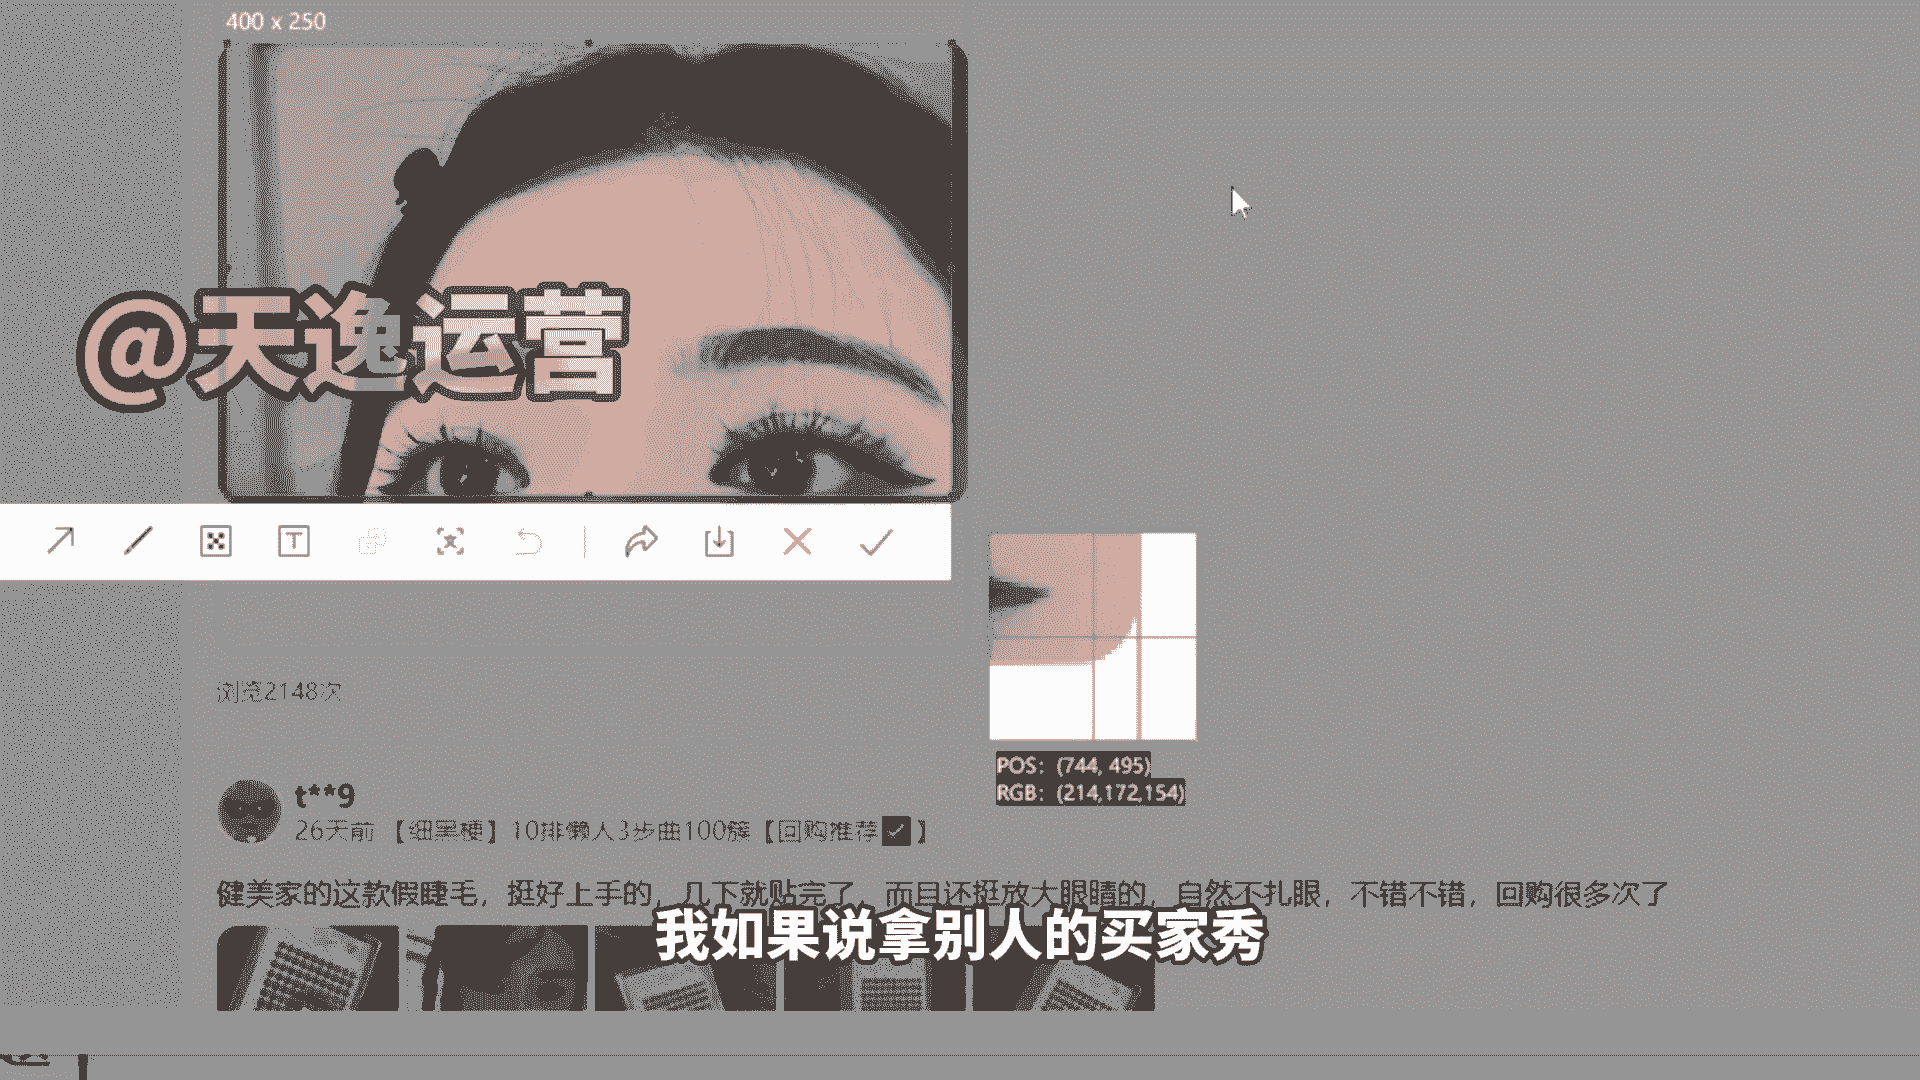 400 x 250
@天逸运营
T
浏览2148次
POS: (744, 495)
RGB: (214,172,154)
t**9
26天前 【细黑梗】10排懒人3步曲100簇【回购推荐✓】
健美家的这款假睫毛，挺好上手的，几下就贴完了，而且还挺放大眼睛的，自然不扎眼，不错不错，回购很多次了
我如果说拿别人的买家秀